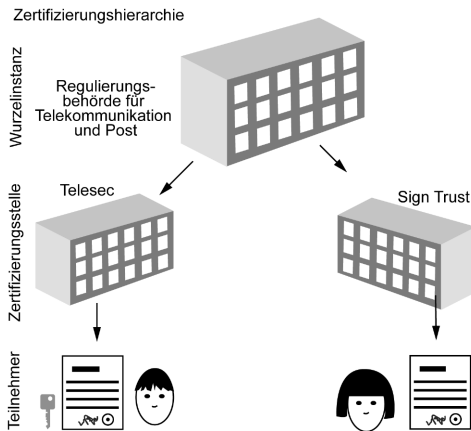 Zertifizierungshierarchie
Wurzelinstanz
Regulierungs-
behörde für
Telekommunikation
und Post
Zertifizierungsstelle
Telesec
Sign Trust
Teilnehmer